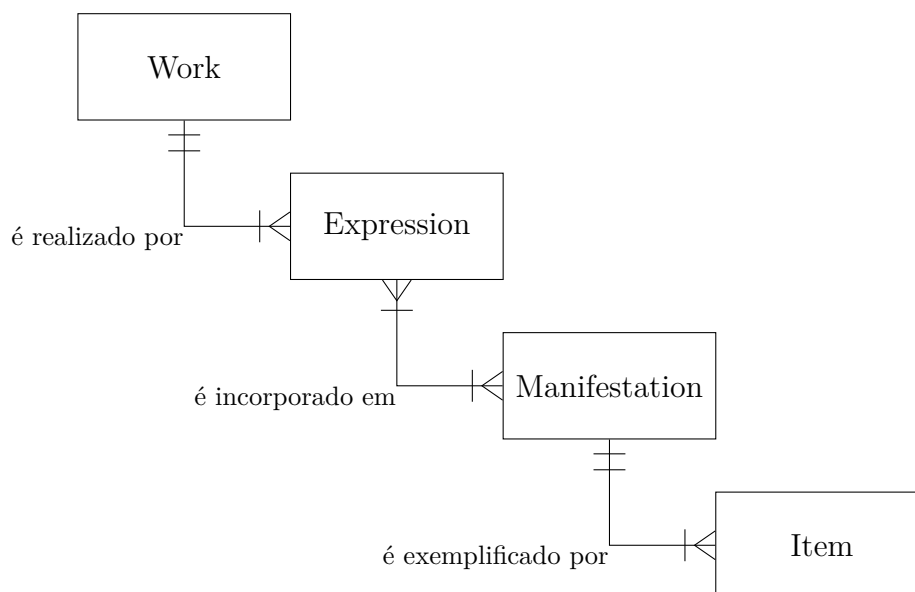 Work
Expression
é realizado por
Manifestation
é incorporado em
Item
é exemplificado por